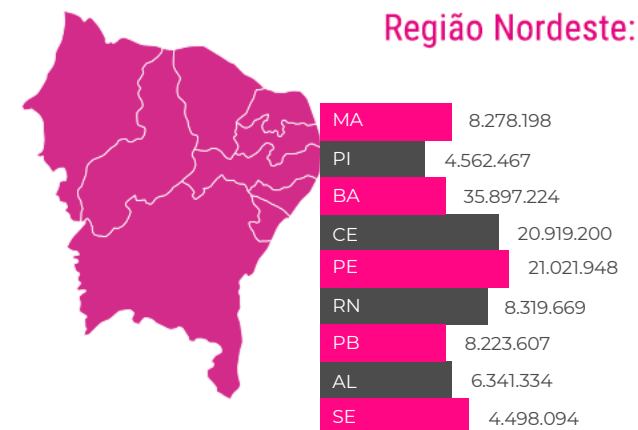 Região Nordeste:
MA 8.278.198
PI 4.562.467
BA 35.897.224
CE 20.919.200
PE 21.021.948
RN 8.319.669
PB 8.223.607
AL 6.341.334
SE 4.498.094